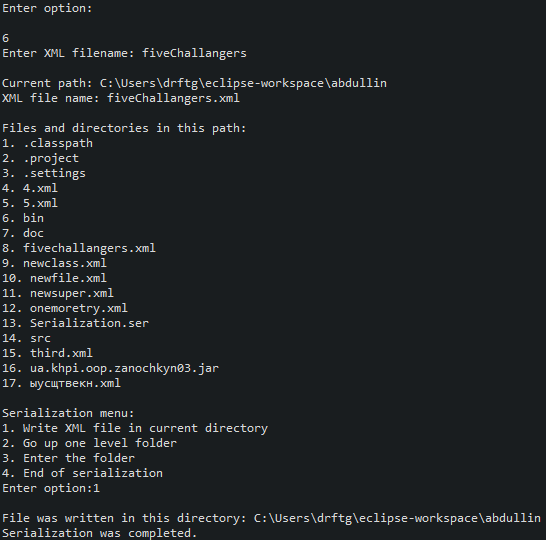 Enter option:
6
Enter XML filename: fiveChallangers
Current path: C:\Users\drftg\eclipse-workspace\abdullin
XML file name: fiveChallangers.xml
Files and directories in this path:
1. .classpath
2. .project
3. .settings
4. 4.xml
5. 5.xml
6. bin
7. doc
8. fivechallangers.xml
9. newclass.xml
10. newfile.xml
11. newsuper.xml
12. onemoretry.xml
13. Serialization.ser
14. src
15. third.xml
16. ua.khpi.oop.zanochkyn03.jar
17. ыусщтвекн.xml
Serialization menu:
1. Write XML file in current directory
2. Go up one level folder
3. Enter the folder
4. End of serialization
Enter option:1
File was written in this directory: C:\Users\drftg\eclipse-workspace\abdullin
Serialization was completed.